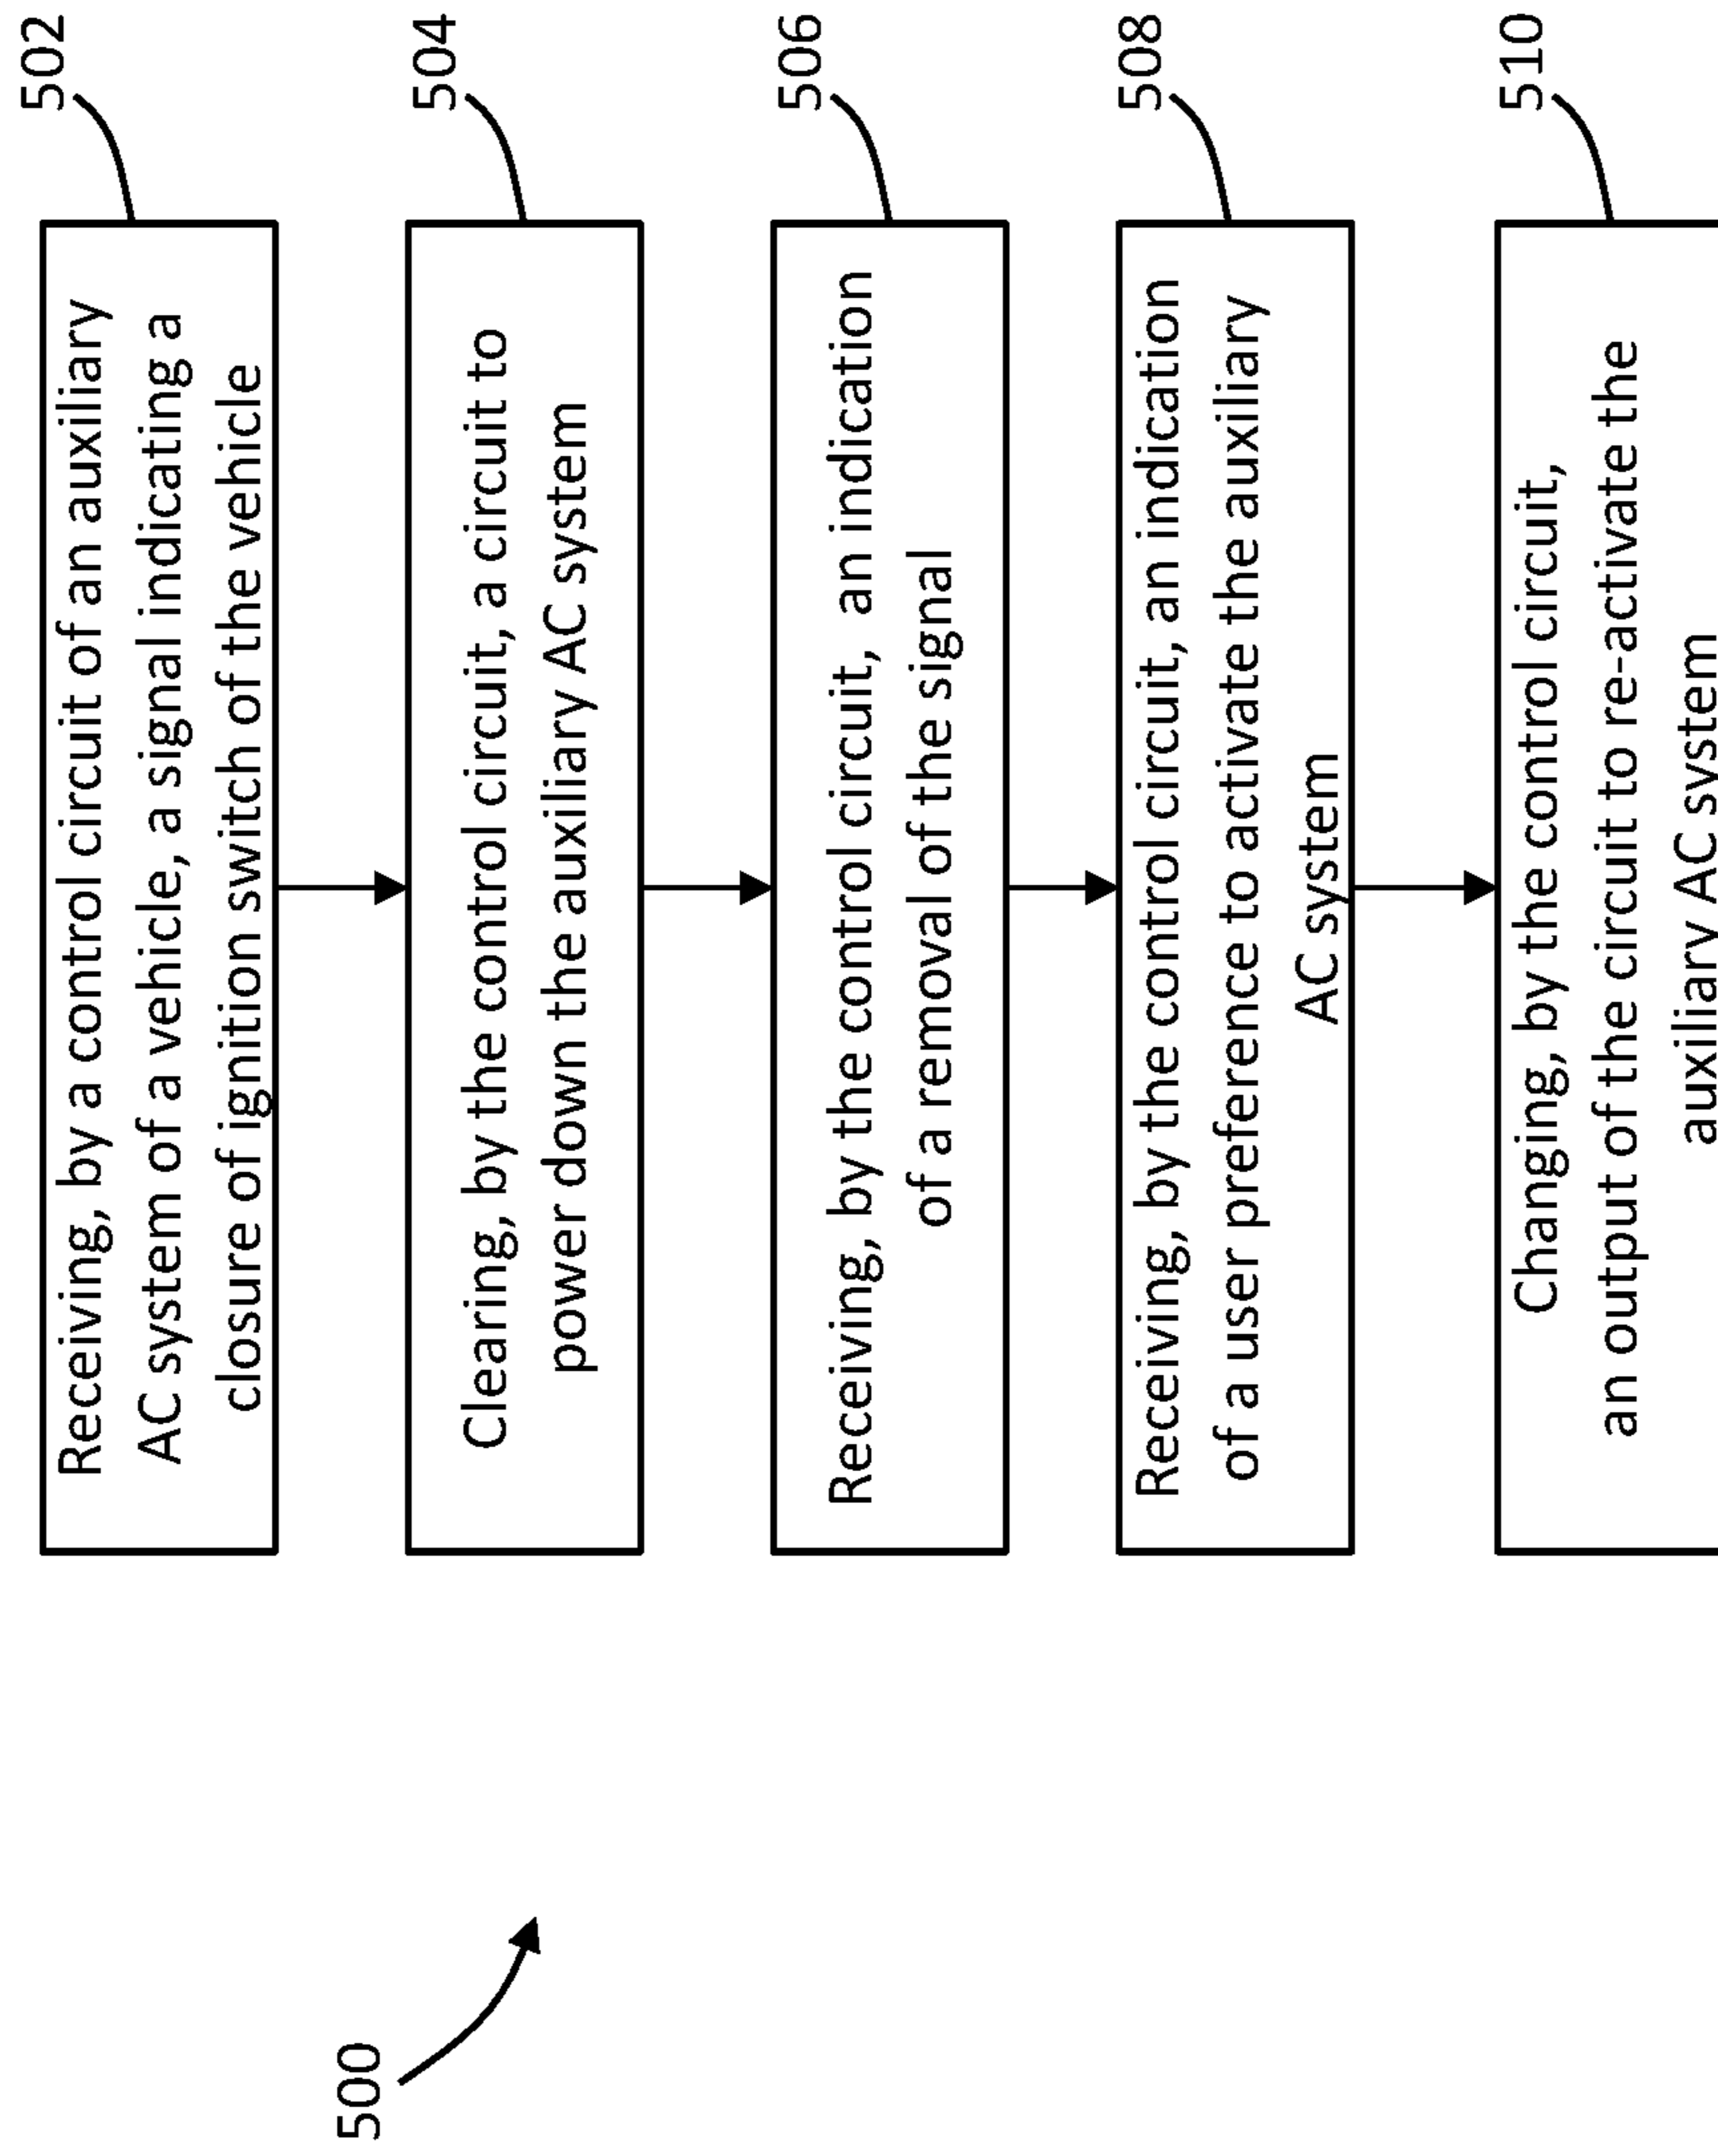 500
Receiving, by a control circuit of an auxiliary
AC system of a vehicle, a signal indicating a
closure of ignition switch of the vehicle
502
Clearing, by the control circuit, a circuit to
power down the auxiliary AC system
504
Receiving, by the control circuit, an indication
of a removal of the signal
506
Receiving, by the control circuit, an indication
of a user preference to activate the auxiliary
AC system
508
Changing, by the control circuit,
an output of the circuit to re-activate the
auxiliary AC system
510